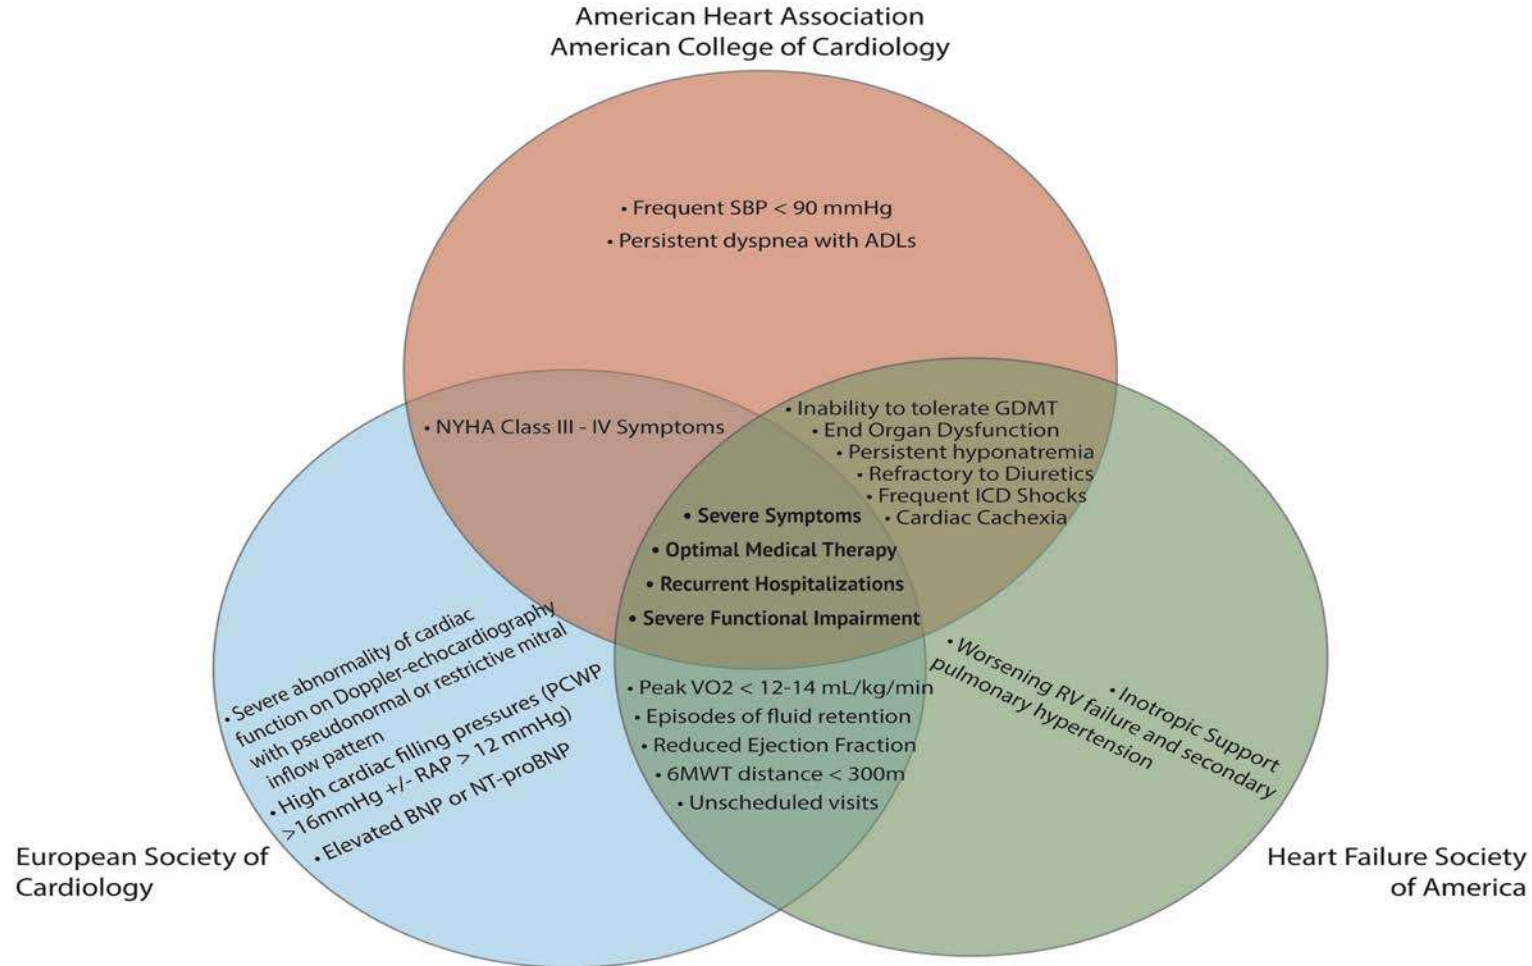 American Heart Association
American College of Cardiology
• Frequent SBP < 90 mmHg
• Persistent dyspnea with ADLs
• NYHA Class III - IV Symptoms
• Inability to tolerate GDMT
• End Organ Dysfunction
• Persistent hyponatremia
• Refractory to Diuretics
• Frequent ICD Shocks
• Cardiac Cachexia
• Severe Symptoms
• Optimal Medical Therapy
• Recurrent Hospitalizations
• Severe Functional Impairment
• Severe abnormality of cardiac
function on Doppler-echocardiography
with pseudonormal or restrictive mitral
inflow pattern
• High cardiac filling pressures (PCWP
>16mmHg +/- RAP > 12 mmHg)
• Elevated BNP or NT-proBNP
• Peak VO2 < 12-14 mL/kg/min
• Episodes of fluid retention
• Reduced Ejection Fraction
• 6MWT distance < 300m
• Unscheduled visits
• Inotropic Support
• Worsening RV failure and secondary
pulmonary hypertension
European Society of
Cardiology
Heart Failure Society
of America